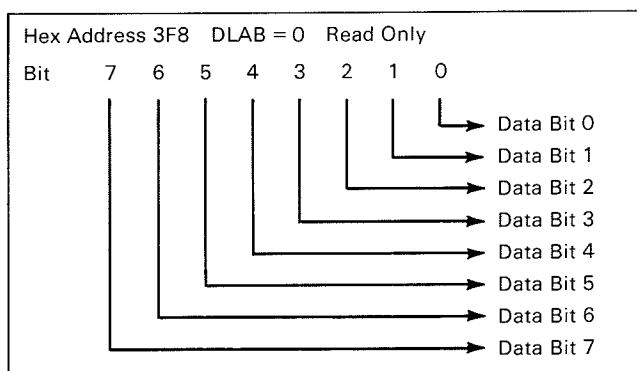 Hex Address 3F8 DLAB = 0 Read Only
Bit 7 6 5 4 3 2 1 0
Data Bit 0
Data Bit 1
Data Bit 2
Data Bit 3
Data Bit 4
Data Bit 5
Data Bit 6
Data Bit 7